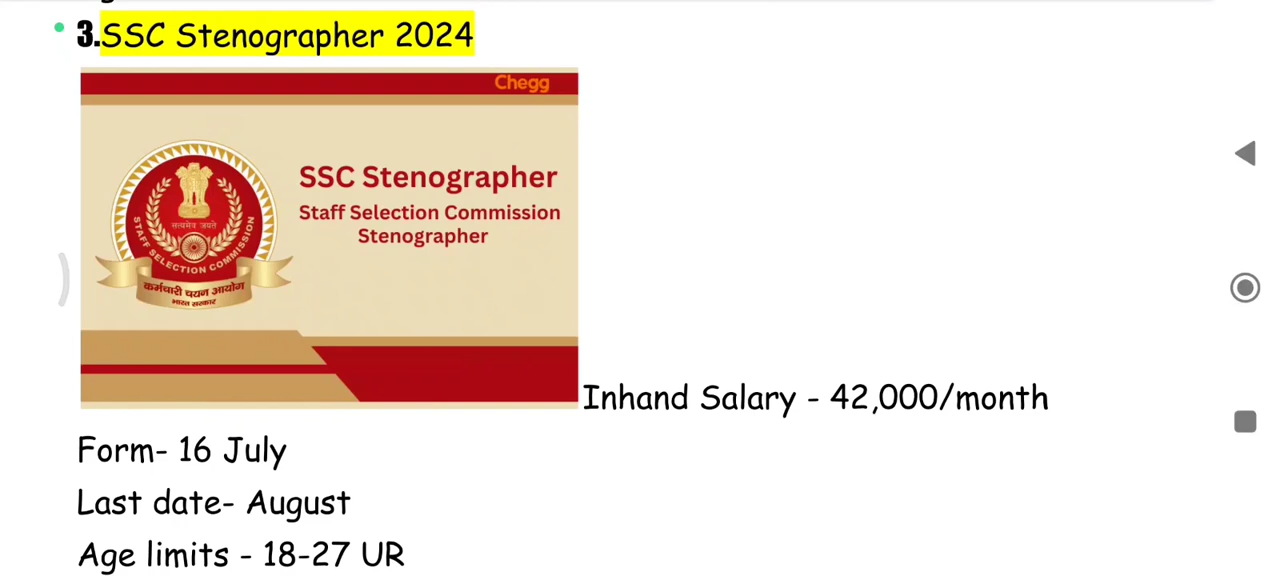 3.SSC Stenographer 2024
Chegg
SSC Stenographer
Staff Selection Commission
Stenographer
सत्यमेव जयते
STAFF SELECTION COMMISSION
कर्मचारी चयन आयोग
भारत सरकार
Inhand Salary - 42,000/month
Form- 16 July
Last date- August
Age limits - 18-27 UR